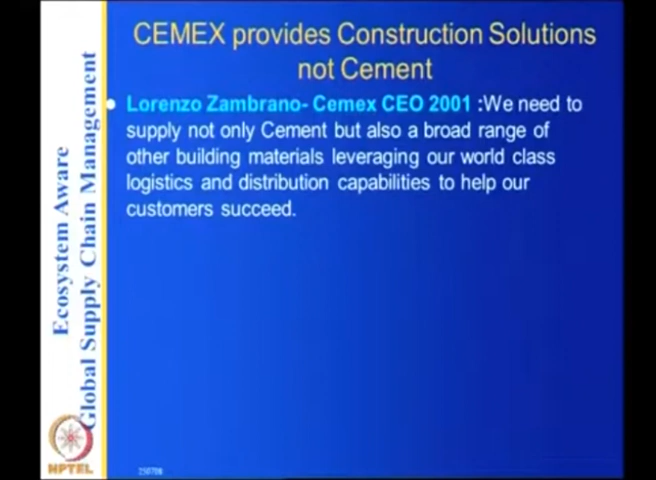 CEMEX provides Construction Solutions
not Cement
Lorenzo Zambrano- Cemex CEO 2001 :We need to
supply not only Cement but also a broad range of
other building materials leveraging our world class
logistics and distribution capabilities to help our
customers succeed.
Ecosystem Aware
Global Supply Chain Management
NPTEL